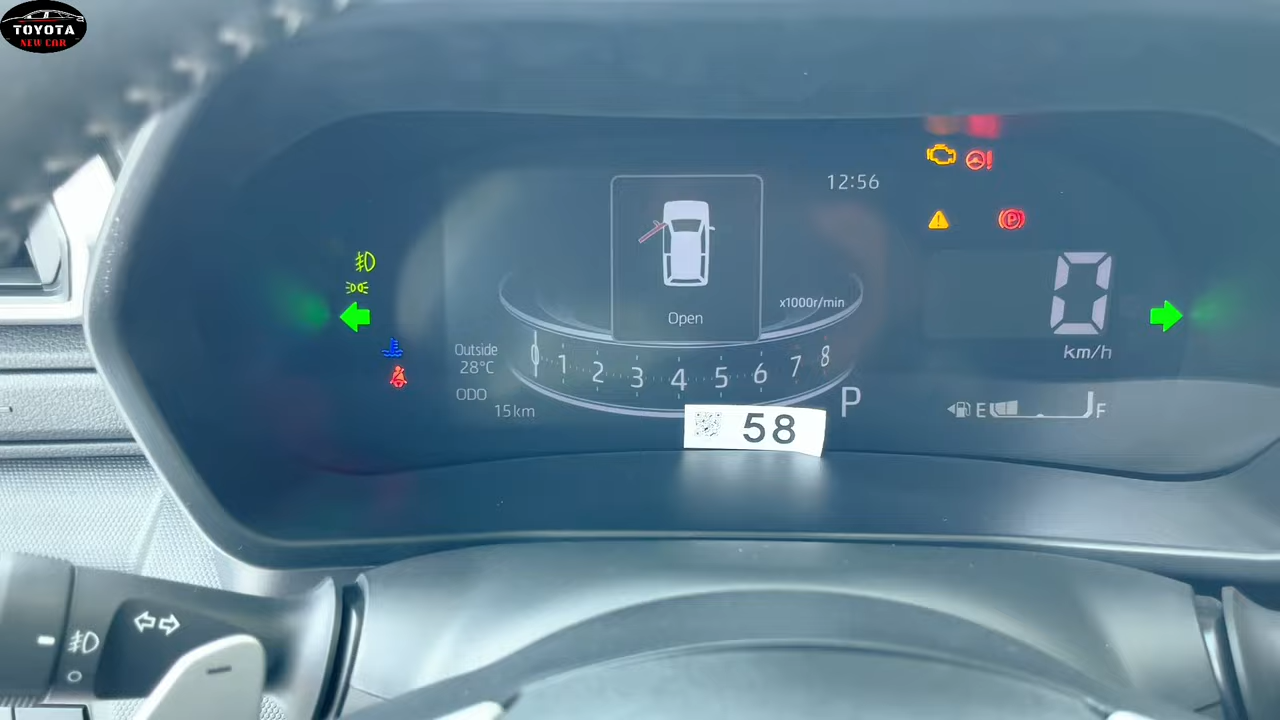 TOYOTA
NEW CAR
12:56
Open
x1000r/min
0
km/h
Outside
28°C
ODO
15km
0 1 2 3 4 5 6 7 8
P
E F
58